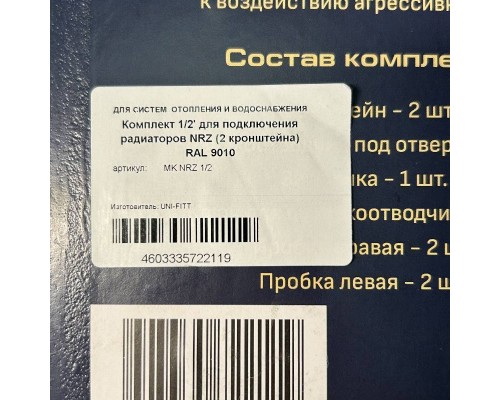 к воздействию агрессивн
Состав компле
ДЛЯ СИСТЕМ ОТОПЛЕНИЯ И ВОДОСНАБЖЕНИЯ
Комплект 1/2' для подключения
радиаторов NRZ (2 кронштейна)
RAL 9010
артикул: MK NRZ 1/2
Изготовитель: UNI-FITT
4603335722119
ейн – 2 шт
под отвер
ка – 1 шт.
хоотводчи
равая – 2 ш
Пробка левая – 2 ш